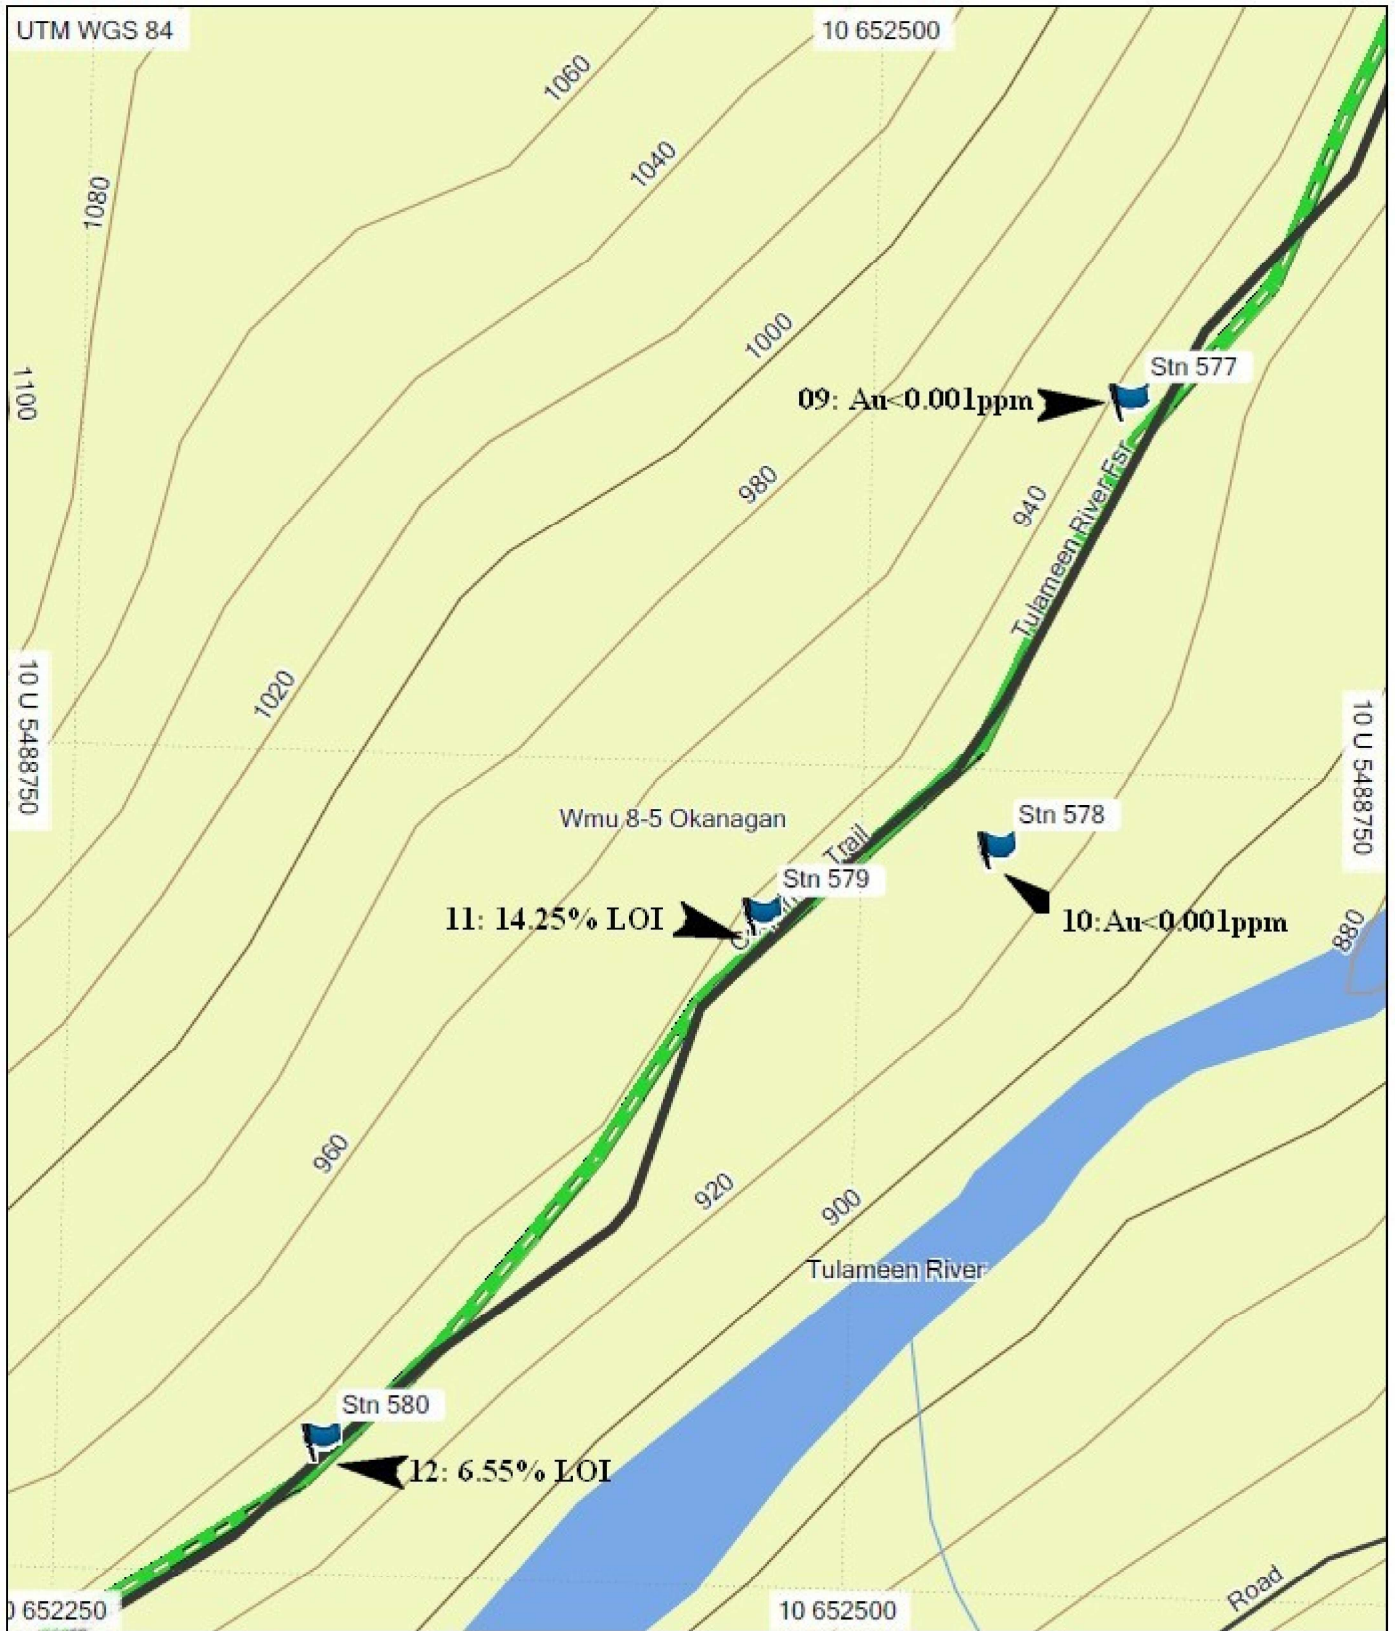 UTM WGS 84
10 652500
1060
1040
1080
1000
1100
Stn 577
09: Au<0.001ppm
980
940
Tulameen River Fsr
10 U 5488750
1020
10 U 5488750
Wmu 8-5 Okanagan
Stn 578
Trail
Stn 579
11: 14.25% LOI
10:Au<0.001ppm
880
960
920
900
Tulameen River
Stn 580
12: 6.55% LOI
0 652250
10 652500
Road